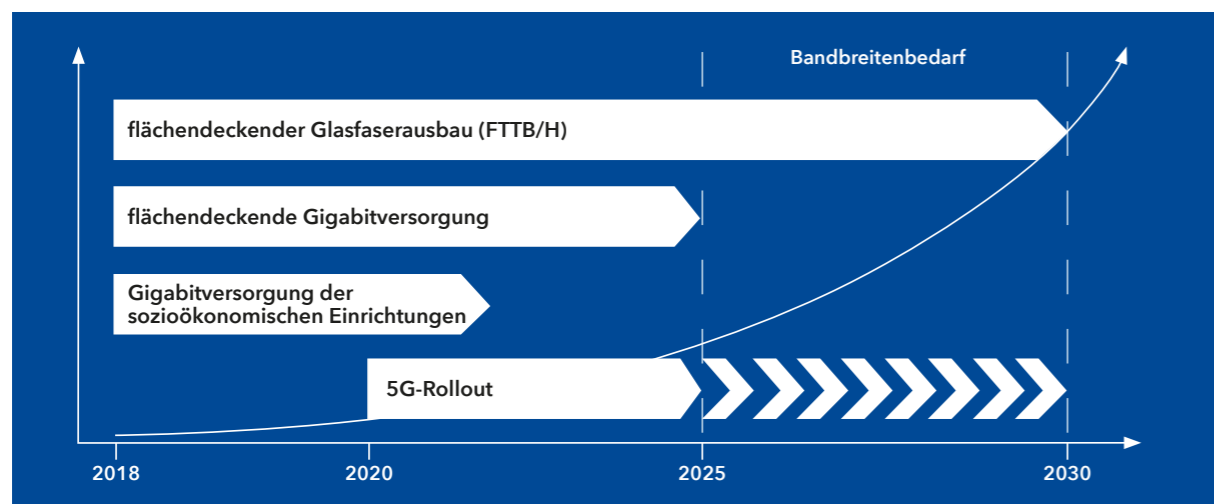 Bandbreitenbedarf
flächendeckender Glasfaserausbau (FTTB/H)
flächendeckende Gigabitversorgung
Gigabitversorgung der
sozioökonomischen Einrichtungen
5G-Rollout
2018
2020
2025
2030